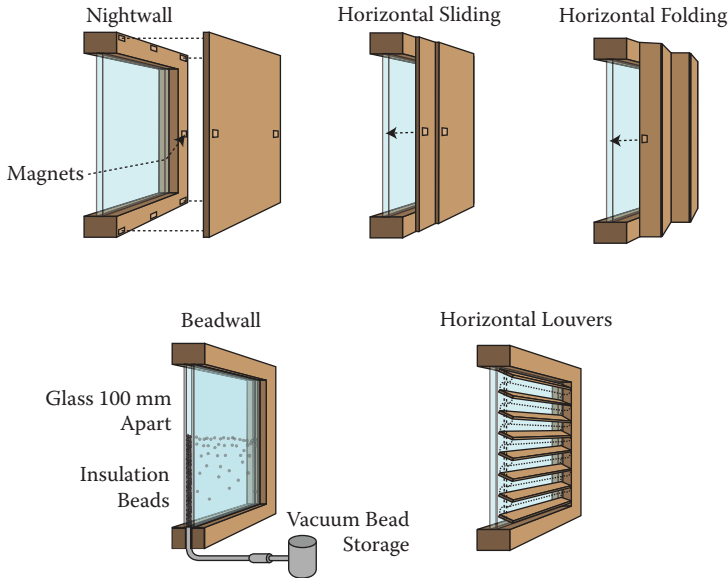 Nightwall
Horizontal Sliding
Horizontal Folding
Magnets
Beadwall
Horizontal Louvers
Glass 100 mm
Apart
Insulation
Beads
Vacuum Bead
Storage